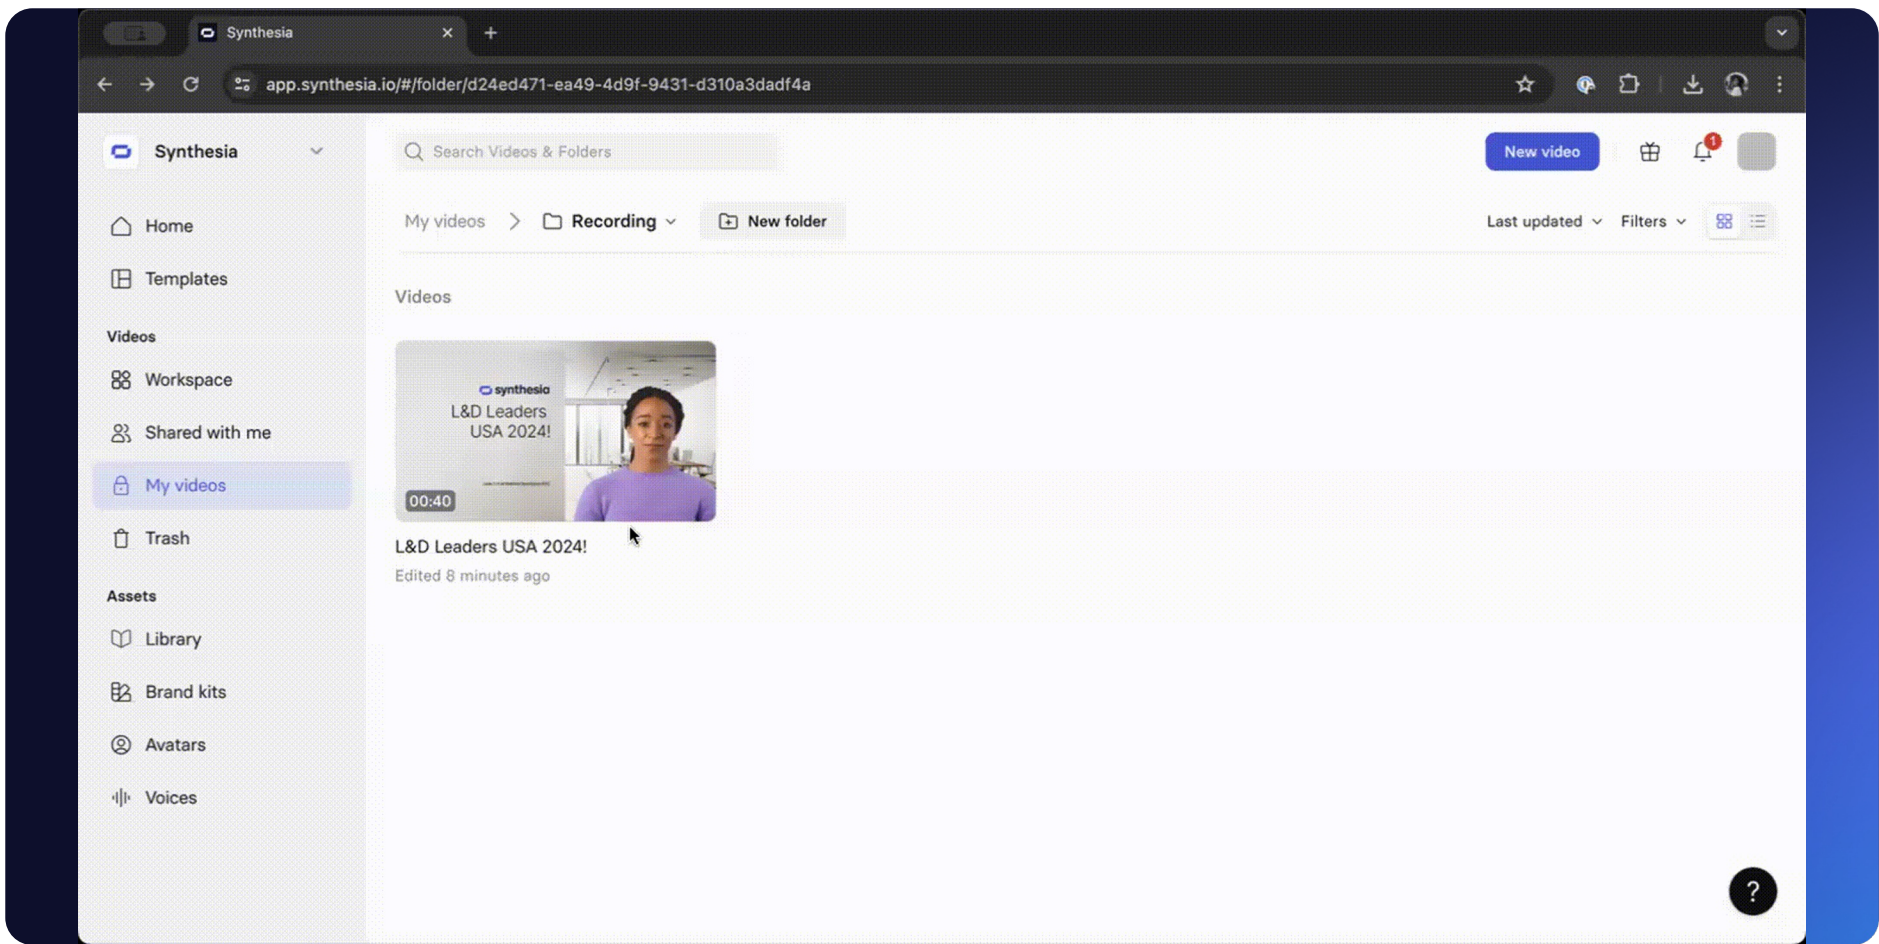 Synthesia
app.synthesia.io/#/folder/d24ed471-ea49-4d9f-9431-d310a3dadf4a
Synthesia
Search Videos & Folders
New video
1
My videos
Recording
New folder
Last updated
Filters
Home
Templates
Videos
Workspace
Shared with me
My videos
Trash
Assets
Library
Brand kits
Avatars
Voices
Videos
synthesia
L&D Leaders
USA 2024!
00:40
L&D Leaders USA 2024!
Edited 8 minutes ago
?